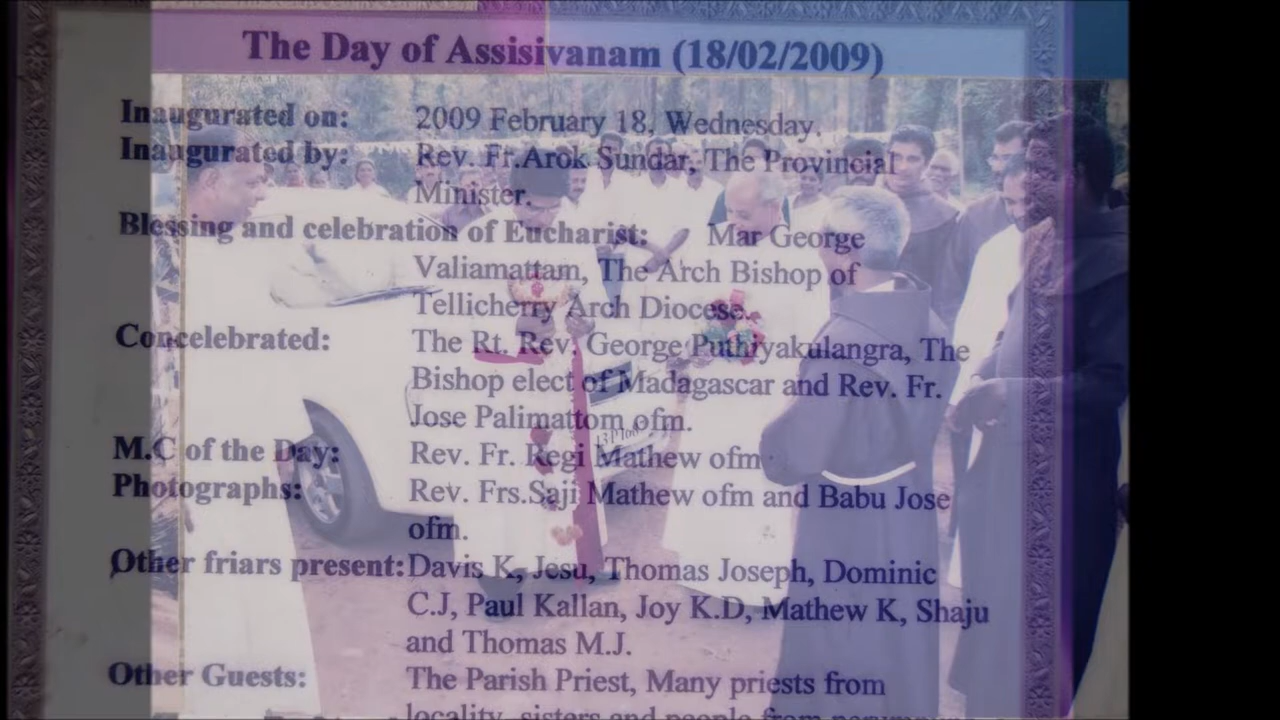 The Day of Assisivanam (18/02/2009)
Inaugurated on: 2009 February 18, Wednesday.
Inaugurated by: Rev. Fr.Arok Sundar, The Provincial
Minister.
Blessing and celebration of Eucharist: Mar George
Valiamattam, The Arch Bishop of
Tellicherry Arch Diocese.
Concelebrated: The Rt. Rev. George Puthiyakulangra, The
Bishop elect of Madagascar and Rev. Fr.
Jose Palimattom ofm.
M.C of the Day: Rev. Fr. Regi Mathew ofm
Photographs: Rev. Frs.Saji Mathew ofm and Babu Jose
ofm.
Other friars present: Davis K, Jesu, Thomas Joseph, Dominic
C.J, Paul Kallan, Joy K.D, Mathew K, Shaju
and Thomas M.J.
Other Guests: The Parish Priest, Many priests from
locality, sisters and people from